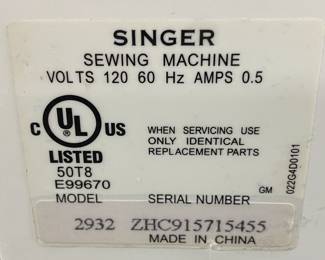 SINGER
SEWING MACHINE
VOLTS 120 60 Hz AMPS 0.5
C UL US
LISTED
50T8
E99670
WHEN SERVICING USE
ONLY IDENTICAL
REPLACEMENT PARTS
GM
022G4D0101
MODEL SERIAL NUMBER
2932 ZHC915715455
MADE IN CHINA